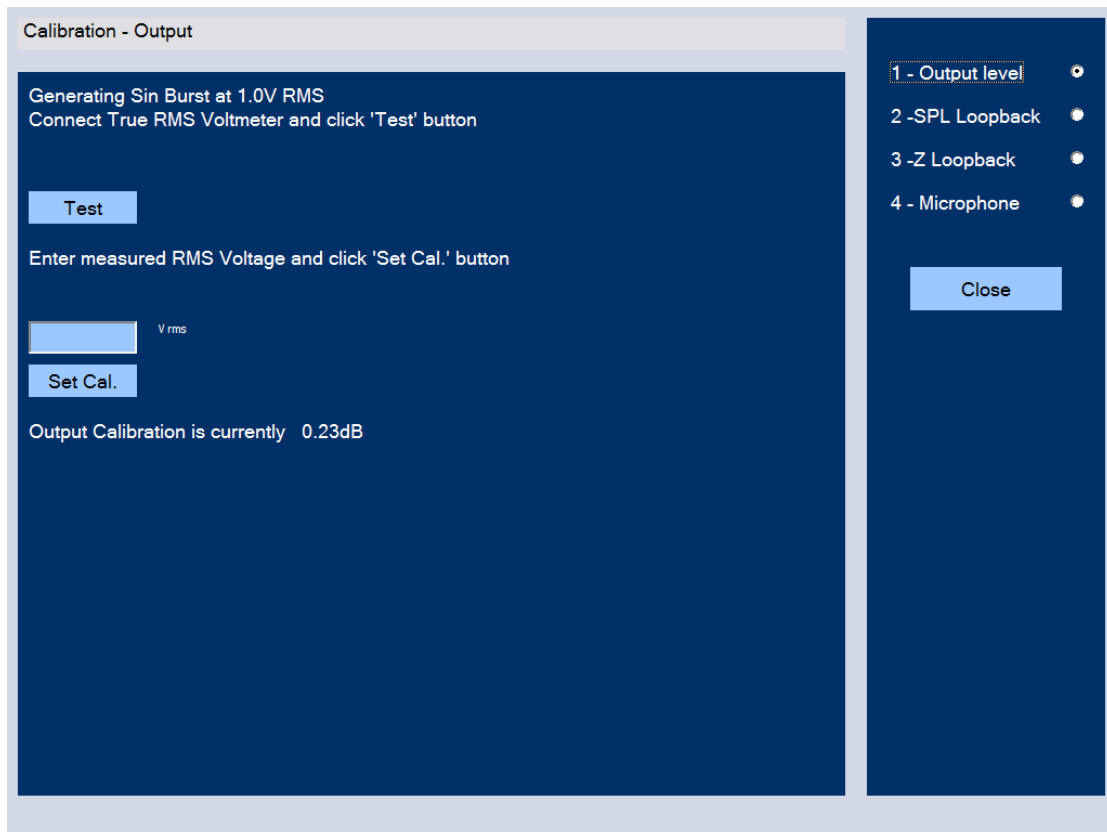 Calibration - Output
Generating Sin Burst at 1.0V RMS
Connect True RMS Voltmeter and click 'Test' button
Test
Enter measured RMS Voltage and click 'Set Cal.' button
V rms
Set Cal.
Output Calibration is currently 0.23dB
1 - Output level
2 -SPL Loopback
3 -Z Loopback
4 - Microphone
Close